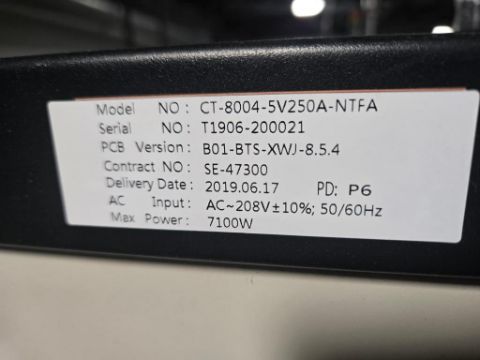 Model NO : CT-8004-5V250A-NTFA
Serial NO : T1906-200021
PCB Version : B01-BTS-XWJ-8.5.4
Contract NO : SE-47300
Delivery Date : 2019.06.17 PD: P6
AC Input: AC~208V±10%; 50/60Hz
Max Power: 7100W